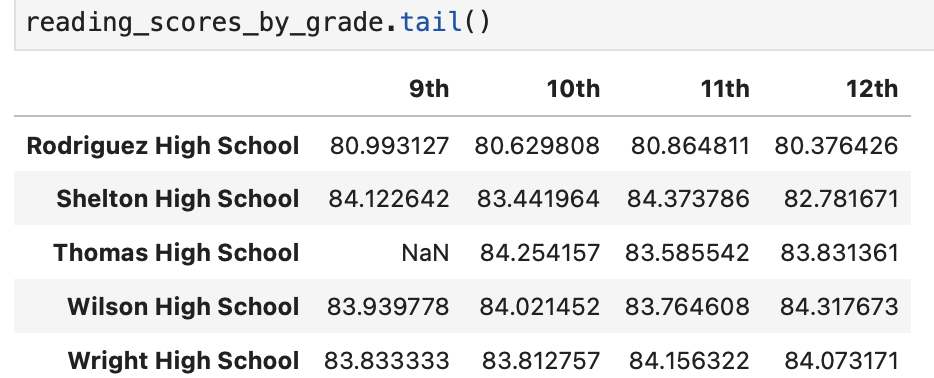 reading_scores_by_grade.tail()
9th 10th 11th 12th
Rodriguez High School 80.993127 80.629808 80.864811 80.376426
Shelton High School 84.122642 83.441964 84.373786 82.781671
Thomas High School NaN 84.254157 83.585542 83.831361
Wilson High School 83.939778 84.021452 83.764608 84.317673
Wright High School 83.833333 83.812757 84.156322 84.073171